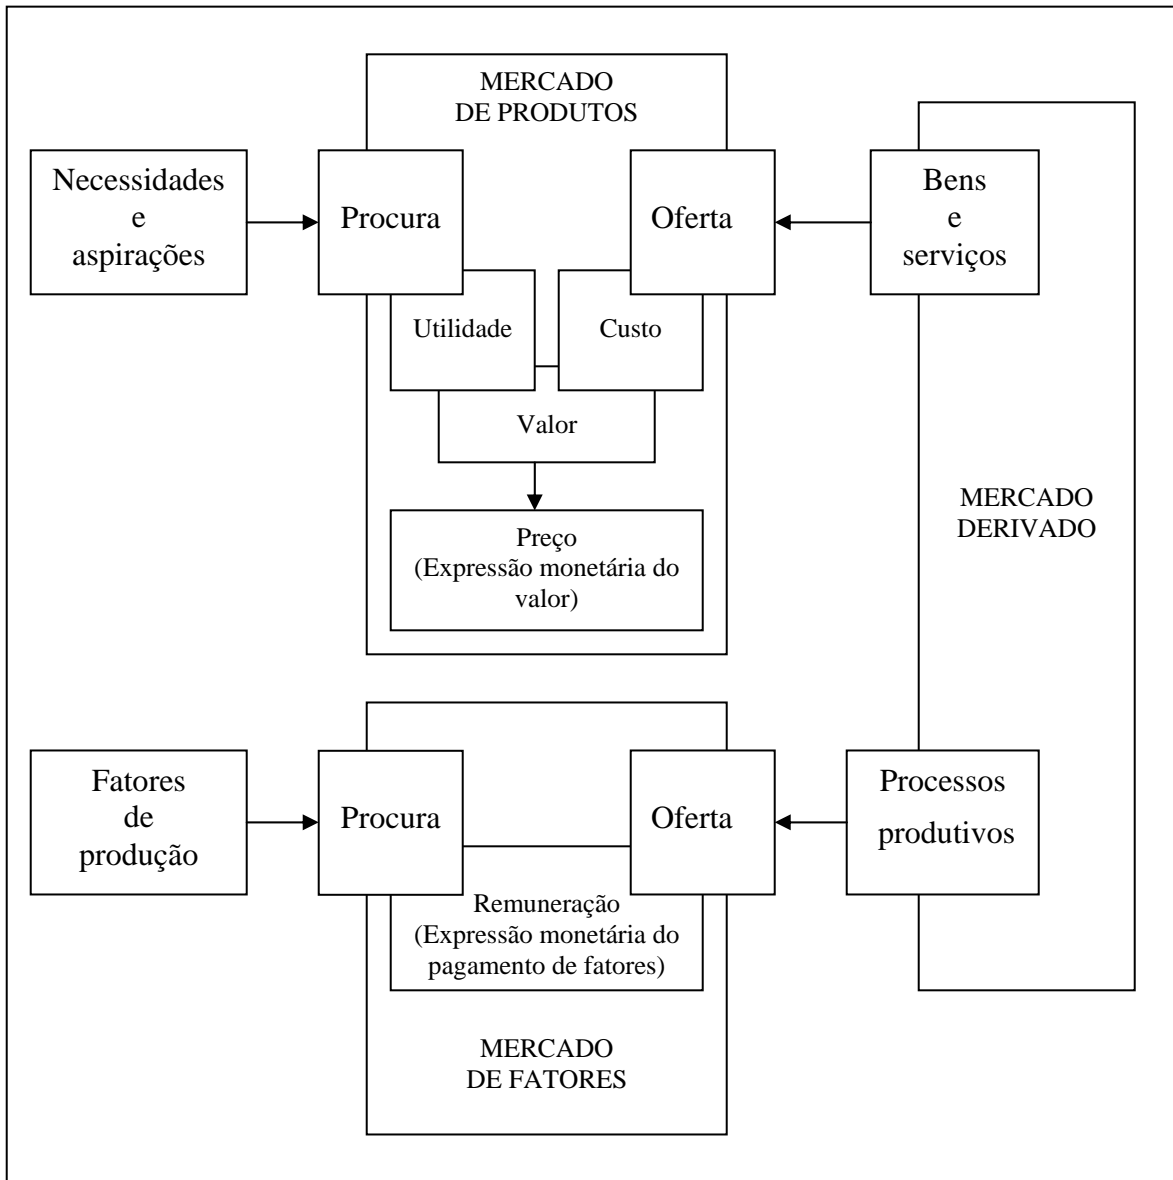 MERCADO
DE PRODUTOS
Necessidades
e
aspirações
Procura
Oferta
Bens
e
serviços
Utilidade
Custo
Valor
Preço
(Expressão monetária do
valor)
MERCADO
DERIVADO
Fatores
de
produção
Procura
Oferta
Processos
produtivos
Remuneração
(Expressão monetária do
pagamento de fatores)
MERCADO
DE FATORES